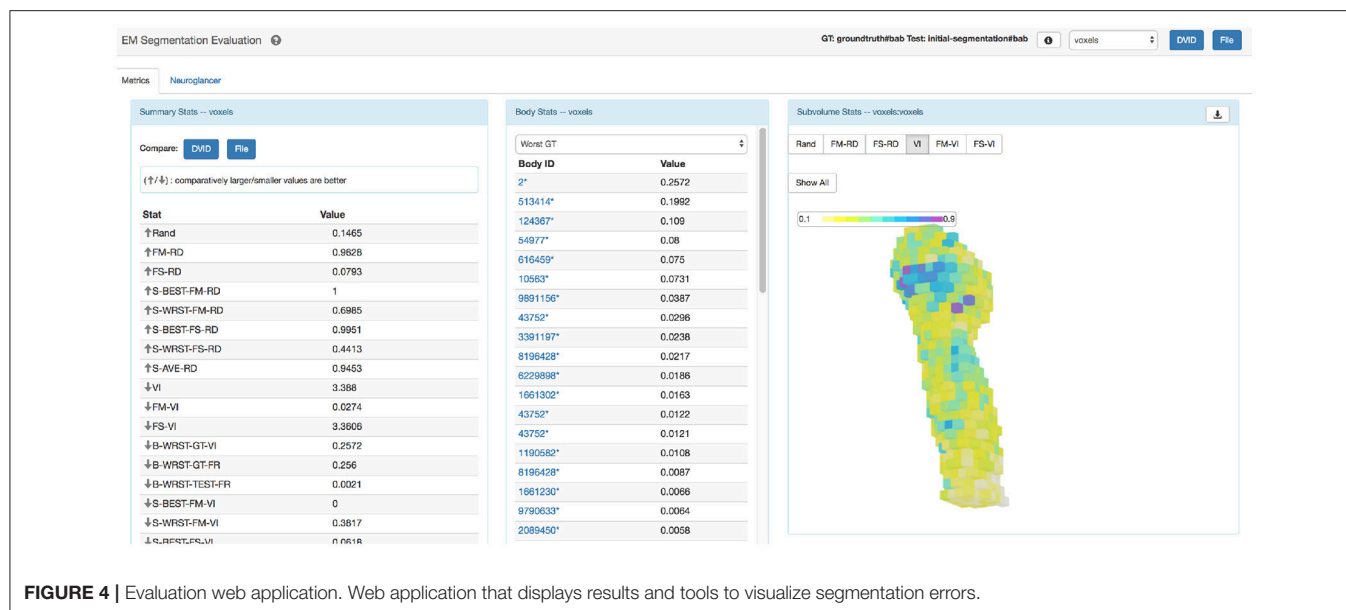 EM Segmentation Evaluation ?
GT: groundtruth#bab Test: initial-segmentation#bab
voxels
DVID
File
Metrics
Neuroglancer
Summary Stats -- voxels
Compare: DVID File
(↑/↓) : comparatively larger/smaller values are better
Stat Value
↑Rand 0.1465
↑FM-RD 0.9628
↑FS-RD 0.0793
↑S-BEST-FM-RD 1
↑S-WRST-FM-RD 0.6985
↑S-BEST-FS-RD 0.9951
↑S-WRST-FS-RD 0.4413
↑S-AVE-RD 0.9453
↓VI 3.388
↓FM-VI 0.0274
↓FS-VI 3.3606
↓B-WRST-GT-VI 0.2572
↓B-WRST-GT-FR 0.256
↓B-WRST-TEST-FR 0.0021
↓S-BEST-FM-VI 0
↓S-WRST-FM-VI 0.3817
↓S-BEST-FS-VI 0.0618
Body Stats -- voxels
Worst GT
Body ID Value
2* 0.2572
513414* 0.1992
124367* 0.109
54977* 0.08
616459* 0.075
10563* 0.0731
9891156* 0.0387
43752* 0.0296
3391197* 0.0238
8196428* 0.0217
6229898* 0.0186
1661302* 0.0163
43752* 0.0122
43752* 0.0121
1190582* 0.0108
8196428* 0.0087
1661230* 0.0066
9790633* 0.0064
2089450* 0.0058
Subvolume Stats -- voxels:voxels
Rand FM-RD FS-RD VI FM-VI FS-VI
Show All
0.1 0.9
FIGURE 4 | Evaluation web application. Web application that displays results and tools to visualize segmentation errors.